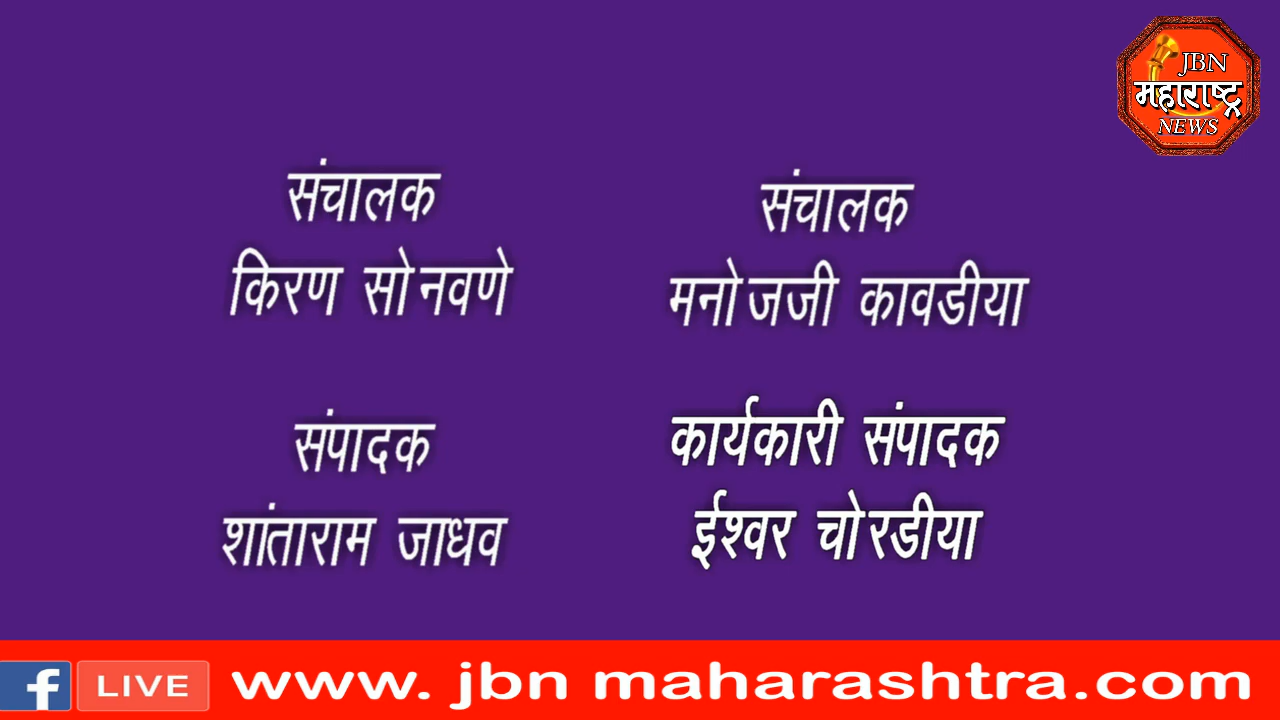 JBN
महाराष्ट्र
NEWS
संचालक
किरण सोनवणे
संचालक
मनोजजी कावडीया
संपादक
शांताराम जाधव
कार्यकारी संपादक
ईश्वर चोरडीया
f LIVE www. jbn maharashtra.com